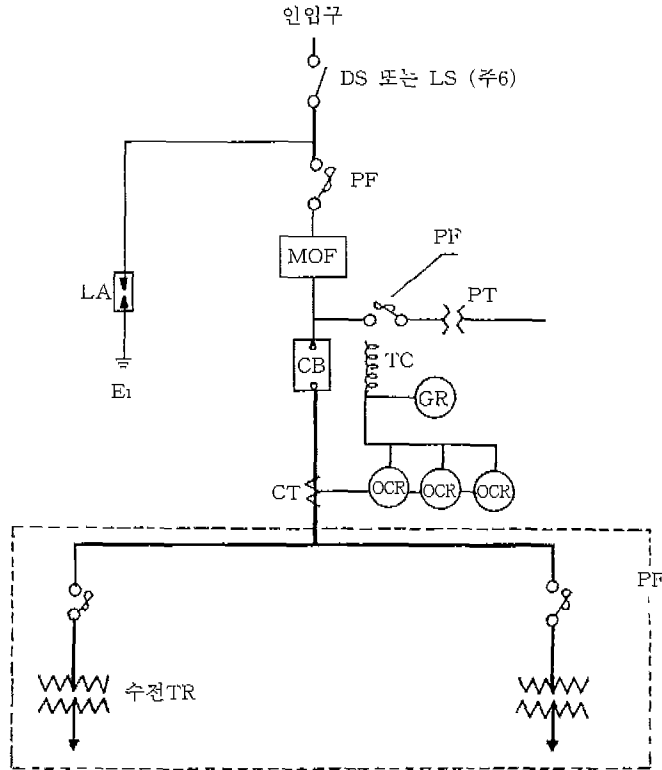 인입구
DS 또는 LS (주6)
PF
MOF
PF
PT
LA
CB
TC
GR
E1
CT
OCR
OCR
OCR
PF
수전TR